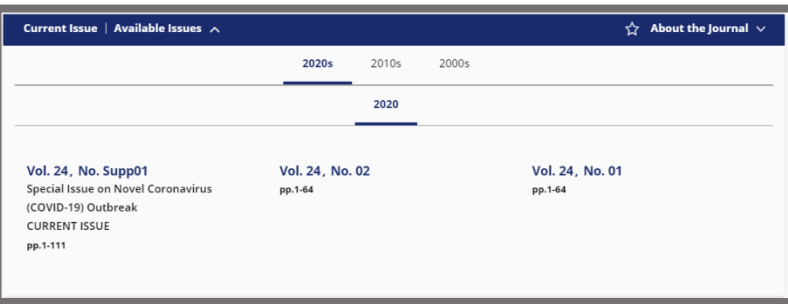 Current Issue | Available Issues
About the Journal
2020s 2010s 2000s
2020
Vol. 24, No. Supp01
Special Issue on Novel Coronavirus
(COVID-19) Outbreak
CURRENT ISSUE
pp.1-111
Vol. 24, No. 02
pp.1-64
Vol. 24, No. 01
pp.1-64